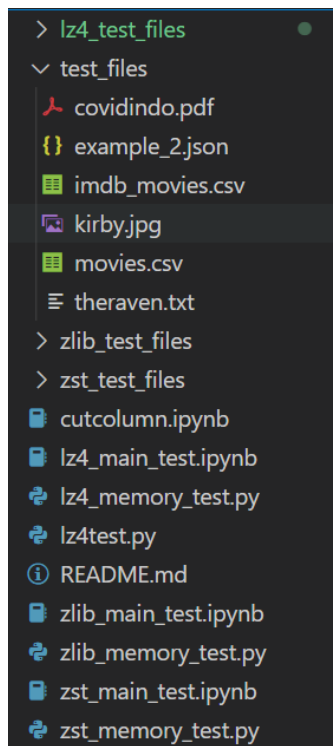 lz4_test_files
test_files
covidindo.pdf
example_2.json
imdb_movies.csv
kirby.jpg
movies.csv
theraven.txt
zlib_test_files
zst_test_files
cutcolumn.ipynb
lz4_main_test.ipynb
lz4_memory_test.py
lz4test.py
README.md
zlib_main_test.ipynb
zlib_memory_test.py
zst_main_test.ipynb
zst_memory_test.py